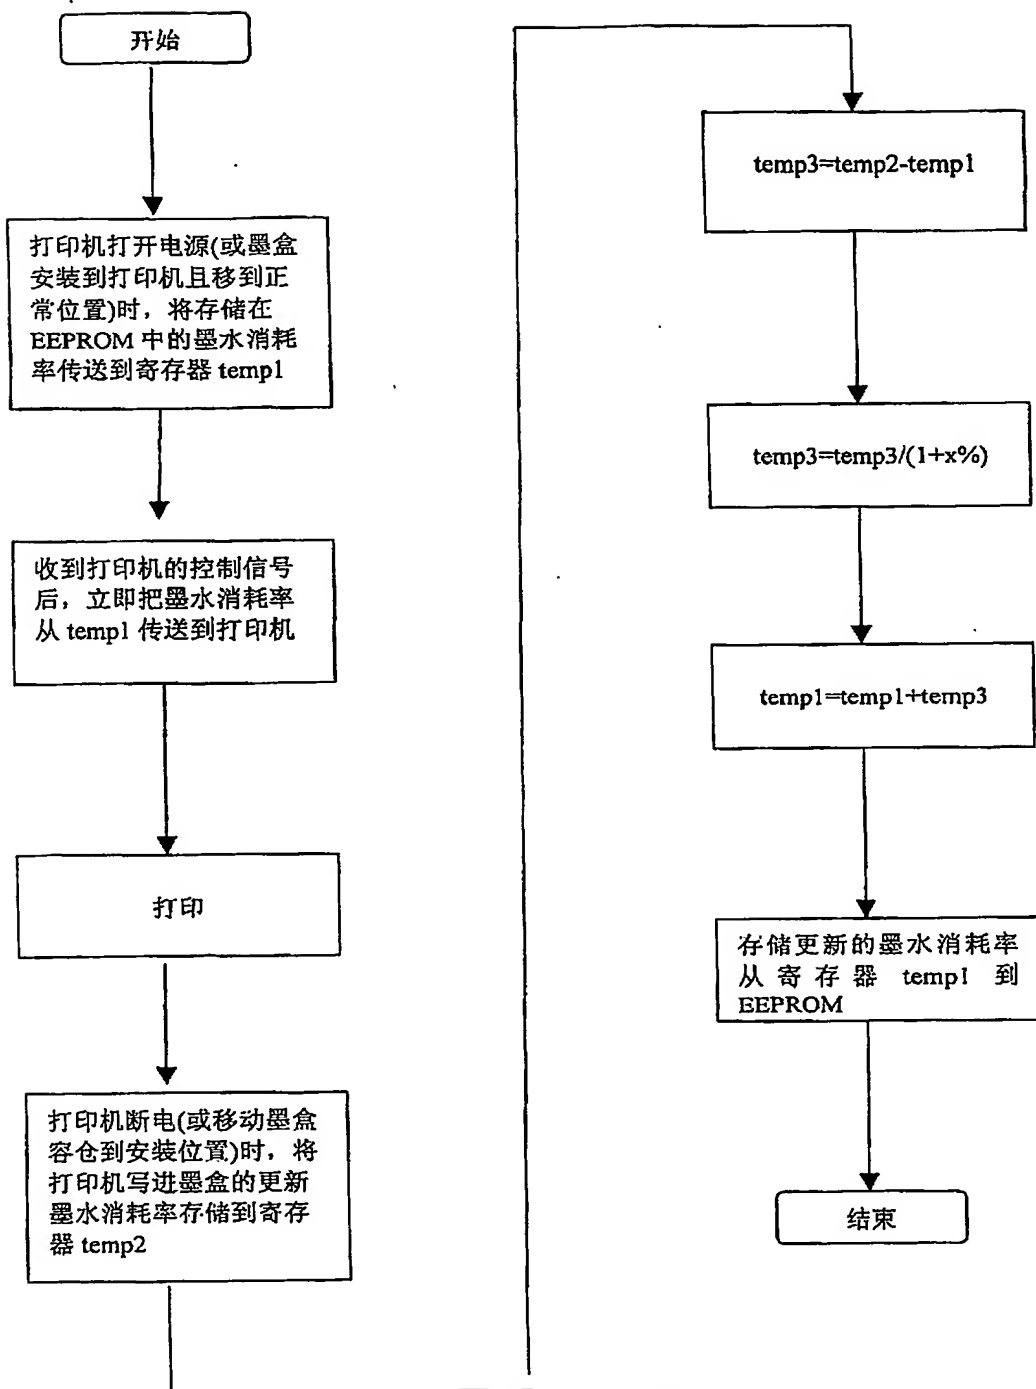 开始
打印机打开电源(或墨盒
安装到打印机且移到正
常位置)时，将存储在
EEPROM 中的墨水消耗
率传送到寄存器 temp1
收到打印机的控制信号
后，立即把墨水消耗率
从 temp1 传送到打印机
打印
打印机断电(或移动墨盒
容仓到安装位置)时，将
打印机写进墨盒的更新
墨水消耗率存储到寄存
器 temp2
temp3=temp2-temp1
temp3=temp3/(1+x%)
temp1=temp1+temp3
存储更新的墨水消耗率
从寄存器 temp1 到
EEPROM
结束